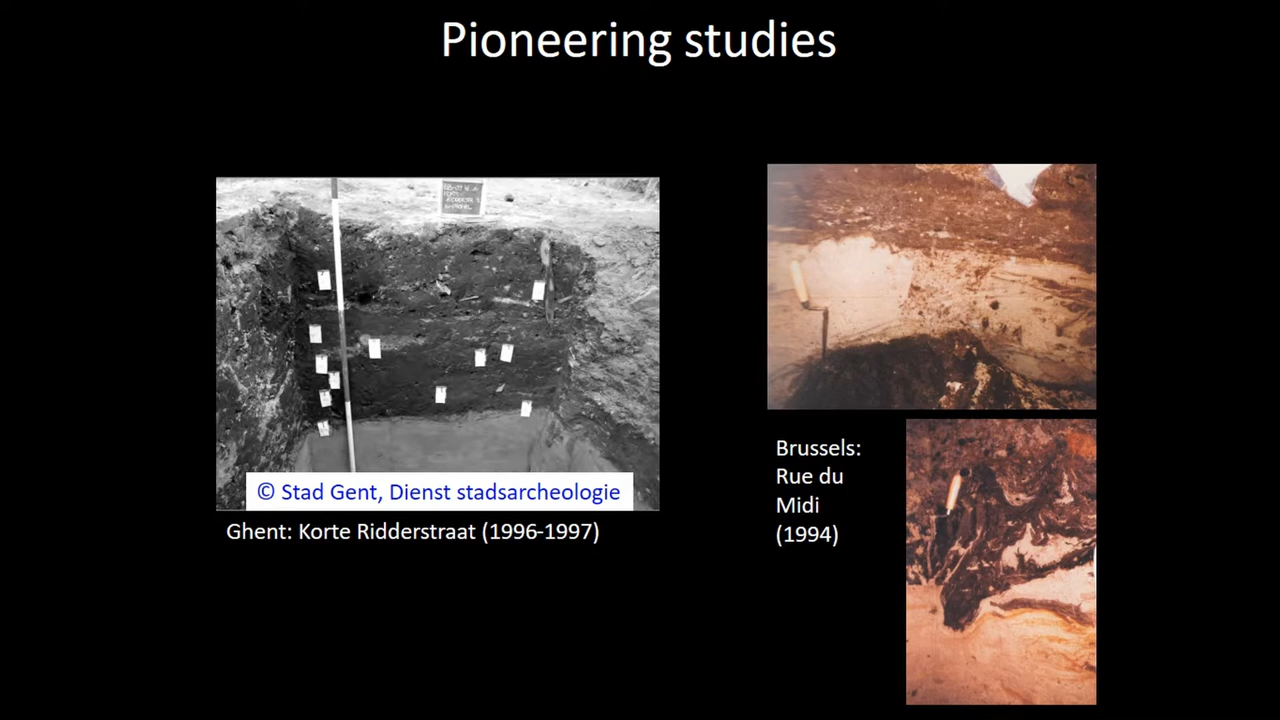 Pioneering studies
© Stad Gent, Dienst stadsarcheologie
Ghent: Korte Ridderstraat (1996-1997)
Brussels:
Rue du
Midi
(1994)